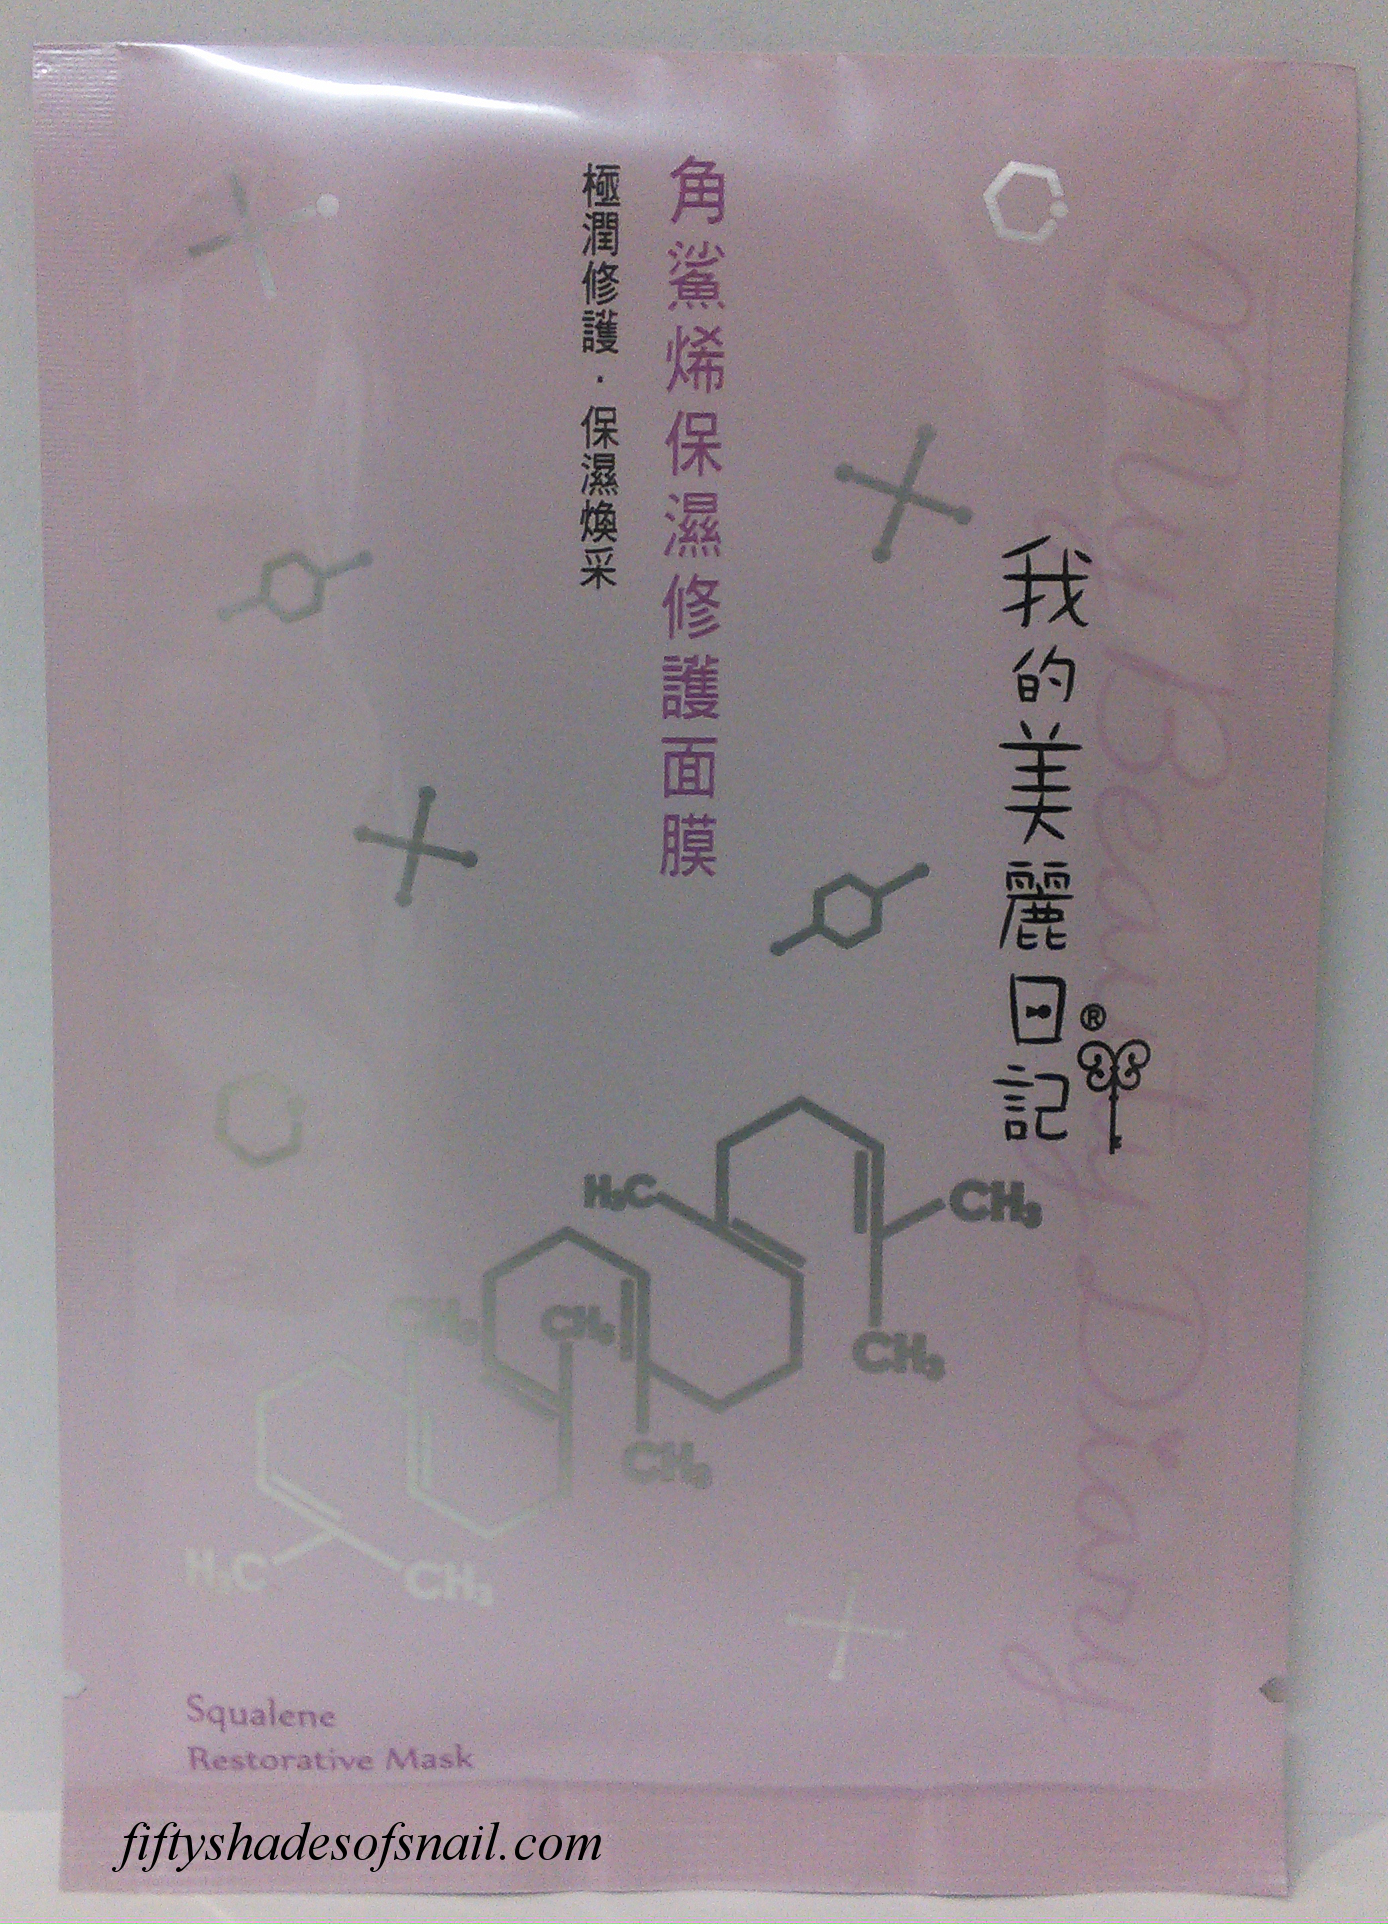 我的美麗日記®
My Beauty Diary
角鯊烯保濕修護面膜
極潤修護．保濕煥采
H₃C
CH₃
CH₃
CH₃
CH₃
CH₃
H₃C
CH₃
Squalene
Restorative Mask
fiftyshadesofsnail.com